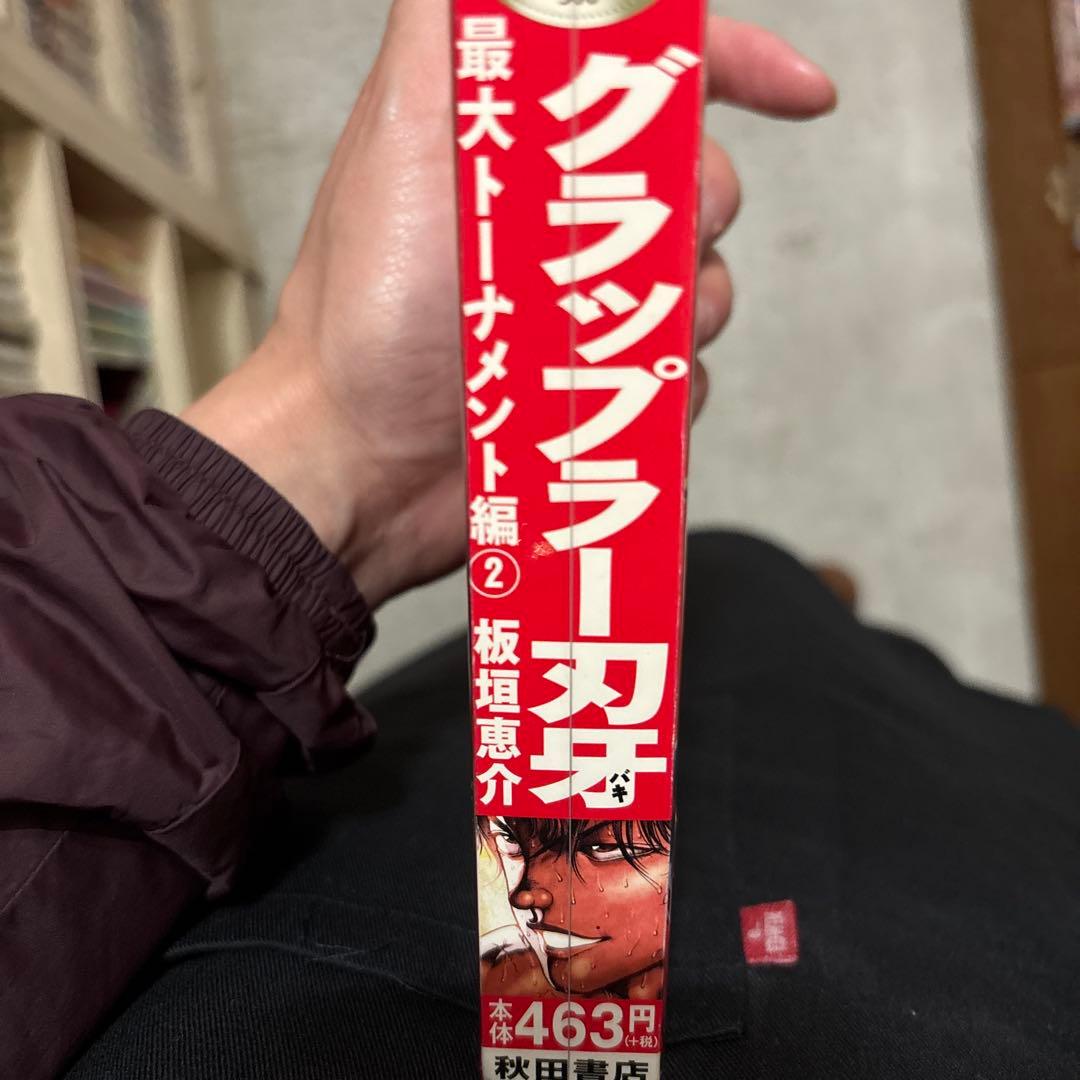 グラップラー刃牙
バキ
最大トーナメント編②
板垣恵介
本体463円
(+税)
秋田書店